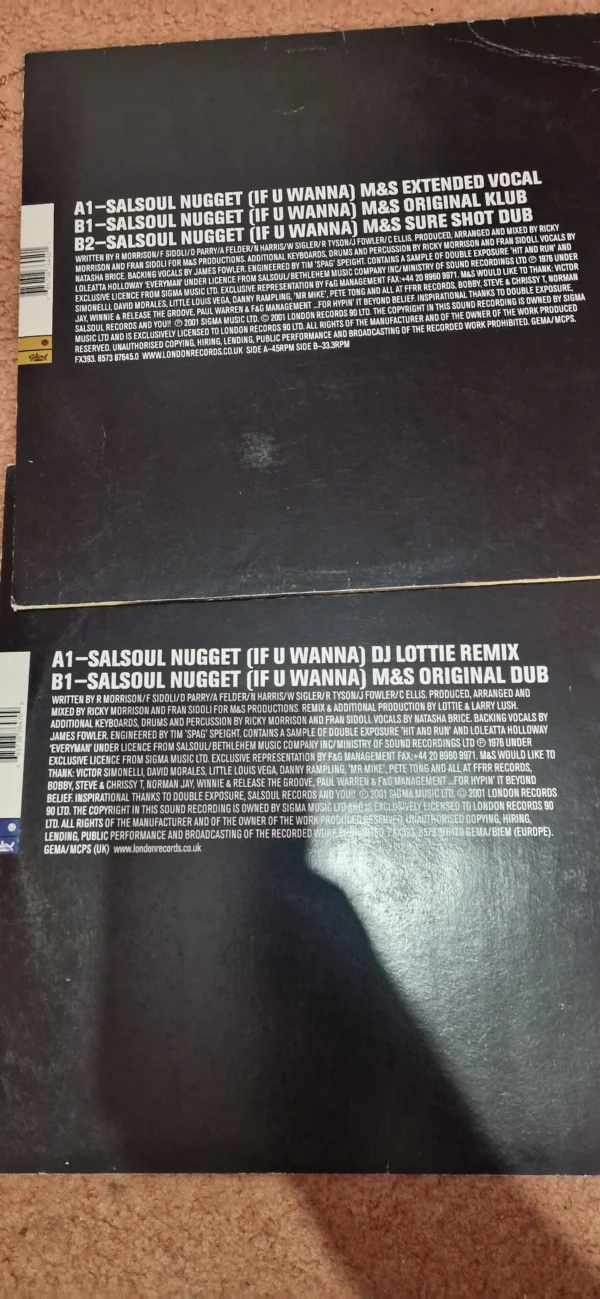 A1–SALSOUL NUGGET (IF U WANNA) M&S EXTENDED VOCAL
B1–SALSOUL NUGGET (IF U WANNA) M&S ORIGINAL KLUB
B2–SALSOUL NUGGET (IF U WANNA) M&S SURE SHOT DUB
WRITTEN BY R MORRISON/F SIDOLI/D PARRY/A FELDER/N HARRIS/W SIGLER/R TYSON/J FOWLER/C ELLIS. PRODUCED, ARRANGED AND MIXED BY RICKY
MORRISON AND FRAN SIDOLI FOR M&S PRODUCTIONS. ADDITIONAL KEYBOARDS, DRUMS AND PERCUSSION BY RICKY MORRISON AND FRAN SIDOLI. VOCALS BY
NATASHA BRICE. BACKING VOCALS BY JAMES FOWLER. ENGINEERED BY TIM 'SPAG' SPEIGHT. CONTAINS A SAMPLE OF DOUBLE EXPOSURE 'HIT AND RUN' AND
LOLEATTA HOLLOWAY 'EVERYMAN' UNDER LICENCE FROM SALSOUL/BETHLEHEM MUSIC COMPANY INC/MINISTRY OF SOUND RECORDINGS LTD ℗ 1976 UNDER
EXCLUSIVE LICENCE FROM SIGMA MUSIC LTD. EXCLUSIVE REPRESENTATION BY F&G MANAGEMENT FAX:+44 20 8960 9971. M&S WOULD LIKE TO THANK: VICTOR
SIMONELLI, DAVID MORALES, LITTLE LOUIS VEGA, DANNY RAMPLING, 'MR MIKE', PETE TONG AND ALL AT FFRR RECORDS, BOBBY, STEVE & CHRISSY T, NORMAN
JAY, WINNIE & RELEASE THE GROOVE, PAUL WARREN & F&G MANAGEMENT ...FOR HYPIN' IT BEYOND BELIEF. INSPIRATIONAL THANKS TO DOUBLE EXPOSURE,
SALSOUL RECORDS AND YOU!! ℗ 2001 SIGMA MUSIC LTD. © 2001 LONDON RECORDS 90 LTD. THE COPYRIGHT IN THIS SOUND RECORDING IS OWNED BY SIGMA
MUSIC LTD AND IS EXCLUSIVELY LICENSED TO LONDON RECORDS 90 LTD. ALL RIGHTS OF THE MANUFACTURER AND OF THE OWNER OF THE WORK PRODUCED
RESERVED. UNAUTHORISED COPYING, HIRING, LENDING, PUBLIC PERFORMANCE AND BROADCASTING OF THE RECORDED WORK PROHIBITED. GEMA/MCPS.
FX393. 8573 87645.0 WWW.LONDONRECORDS.CO.UK SIDE A–45RPM SIDE B–33.3RPM
A1–SALSOUL NUGGET (IF U WANNA) DJ LOTTIE REMIX
B1–SALSOUL NUGGET (IF U WANNA) M&S ORIGINAL DUB
WRITTEN BY R MORRISON/F SIDOLI/D PARRY/A FELDER/N HARRIS/W SIGLER/R TYSON/J FOWLER/C ELLIS. PRODUCED, ARRANGED AND
MIXED BY RICKY MORRISON AND FRAN SIDOLI FOR M&S PRODUCTIONS. REMIX & ADDITIONAL PRODUCTION BY LOTTIE & LARRY LUSH.
ADDITIONAL KEYBOARDS, DRUMS AND PERCUSSION BY RICKY MORRISON AND FRAN SIDOLI. VOCALS BY NATASHA BRICE. BACKING VOCALS BY
JAMES FOWLER. ENGINEERED BY TIM 'SPAG' SPEIGHT. CONTAINS A SAMPLE OF DOUBLE EXPOSURE 'HIT AND RUN' AND LOLEATTA HOLLOWAY
'EVERYMAN' UNDER LICENCE FROM SALSOUL/BETHLEHEM MUSIC COMPANY INC/MINISTRY OF SOUND RECORDINGS LTD ℗ 1976 UNDER
EXCLUSIVE LICENCE FROM SIGMA MUSIC LTD. EXCLUSIVE REPRESENTATION BY F&G MANAGEMENT FAX:+44 20 8960 9971. M&S WOULD LIKE TO
THANK: VICTOR SIMONELLI, DAVID MORALES, LITTLE LOUIS VEGA, DANNY RAMPLING, 'MR MIKE', PETE TONG AND ALL AT FFRR RECORDS,
BOBBY, STEVE & CHRISSY T, NORMAN JAY, WINNIE & RELEASE THE GROOVE, PAUL WARREN & F&G MANAGEMENT ...FOR HYPIN' IT BEYOND
BELIEF. INSPIRATIONAL THANKS TO DOUBLE EXPOSURE, SALSOUL RECORDS AND YOU!! ℗ 2001 SIGMA MUSIC LTD. © 2001 LONDON RECORDS
90 LTD. THE COPYRIGHT IN THIS SOUND RECORDING IS OWNED BY SIGMA MUSIC LTD AND IS EXCLUSIVELY LICENSED TO LONDON RECORDS 90
LTD. ALL RIGHTS OF THE MANUFACTURER AND OF THE OWNER OF THE WORK PRODUCED RESERVED. UNAUTHORISED COPYING, HIRING,
LENDING, PUBLIC PERFORMANCE AND BROADCASTING OF THE RECORDED WORK PROHIBITED. GEMA/BIEM (EUROPE).
GEMA/MCPS (UK) www.londonrecords.co.uk